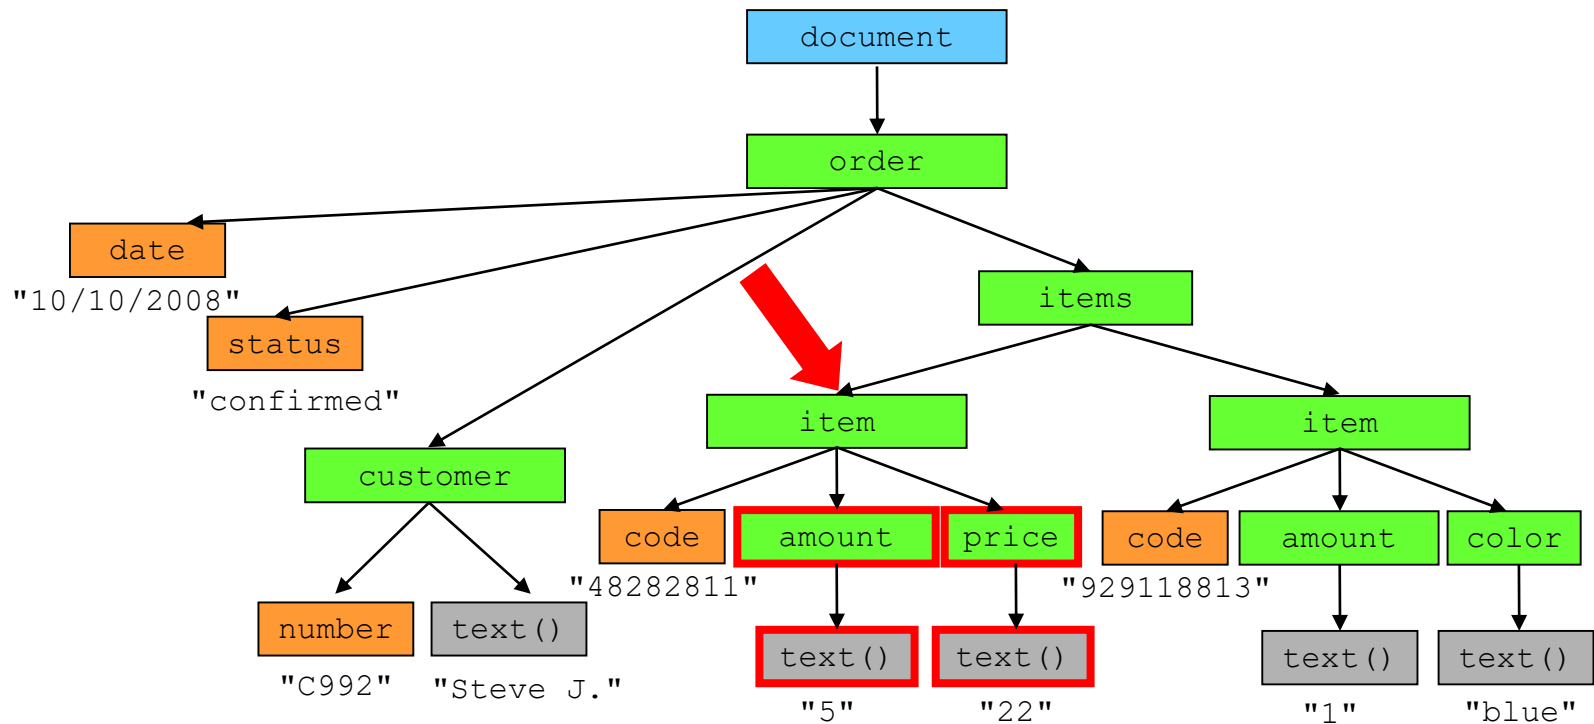 document
order
date
"10/10/2008"
items
status
"confirmed"
item
item
customer
code
amount
price
code
amount
color
"48282811"
"929118813"
number
text()
text()
text()
text()
text()
"C992"
"Steve J."
"5"
"22"
"1"
"blue"